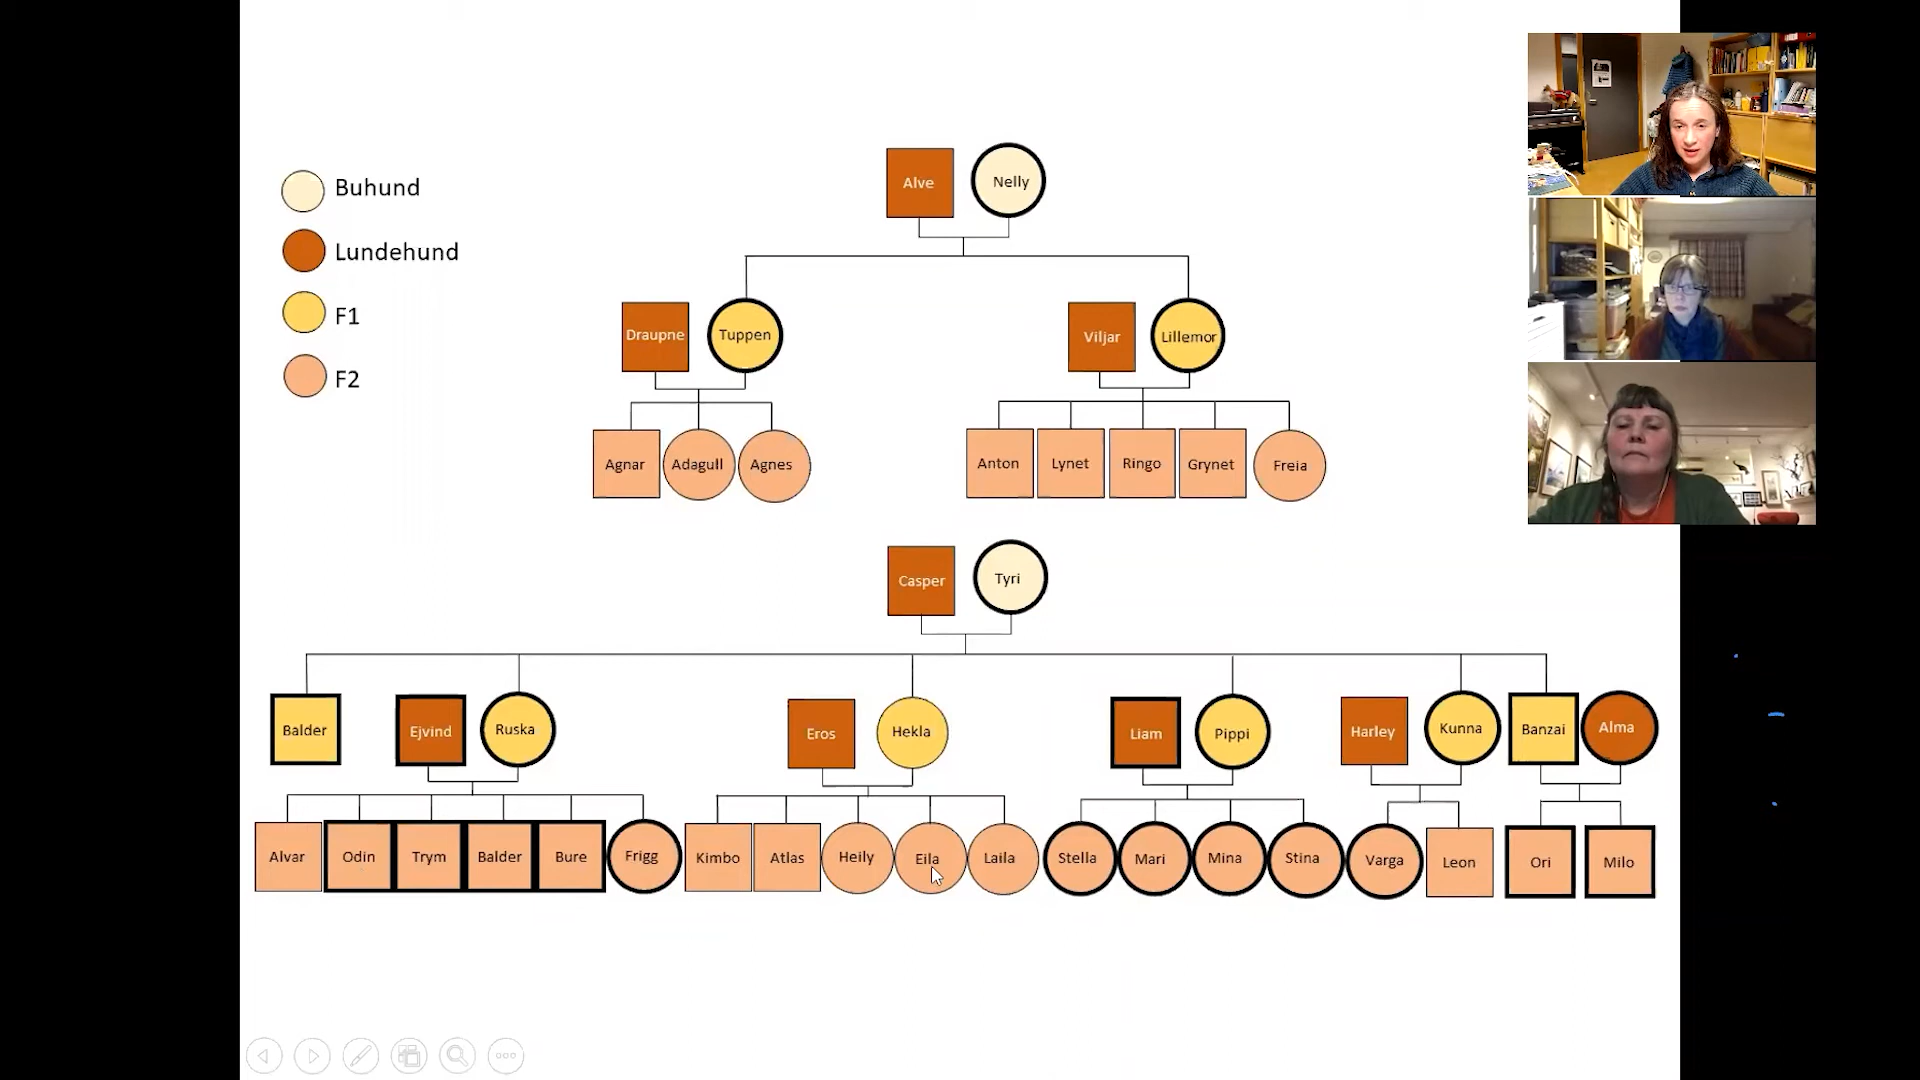 Buhund
Lundehund
F1
F2
Alve Nelly
Draupne Tuppen Viljar Lillemor
Agnar Adagull Agnes Anton Lynet Ringo Grynet Freia
Casper Tyri
Balder Ejvind Ruska Eros Hekla Liam Pippi Harley Kunna Banzai Alma
Alvar Odin Trym Balder Bure Frigg Kimbo Atlas Heily Eila Laila Stella Mari Mina Stina Varga Leon Ori Milo